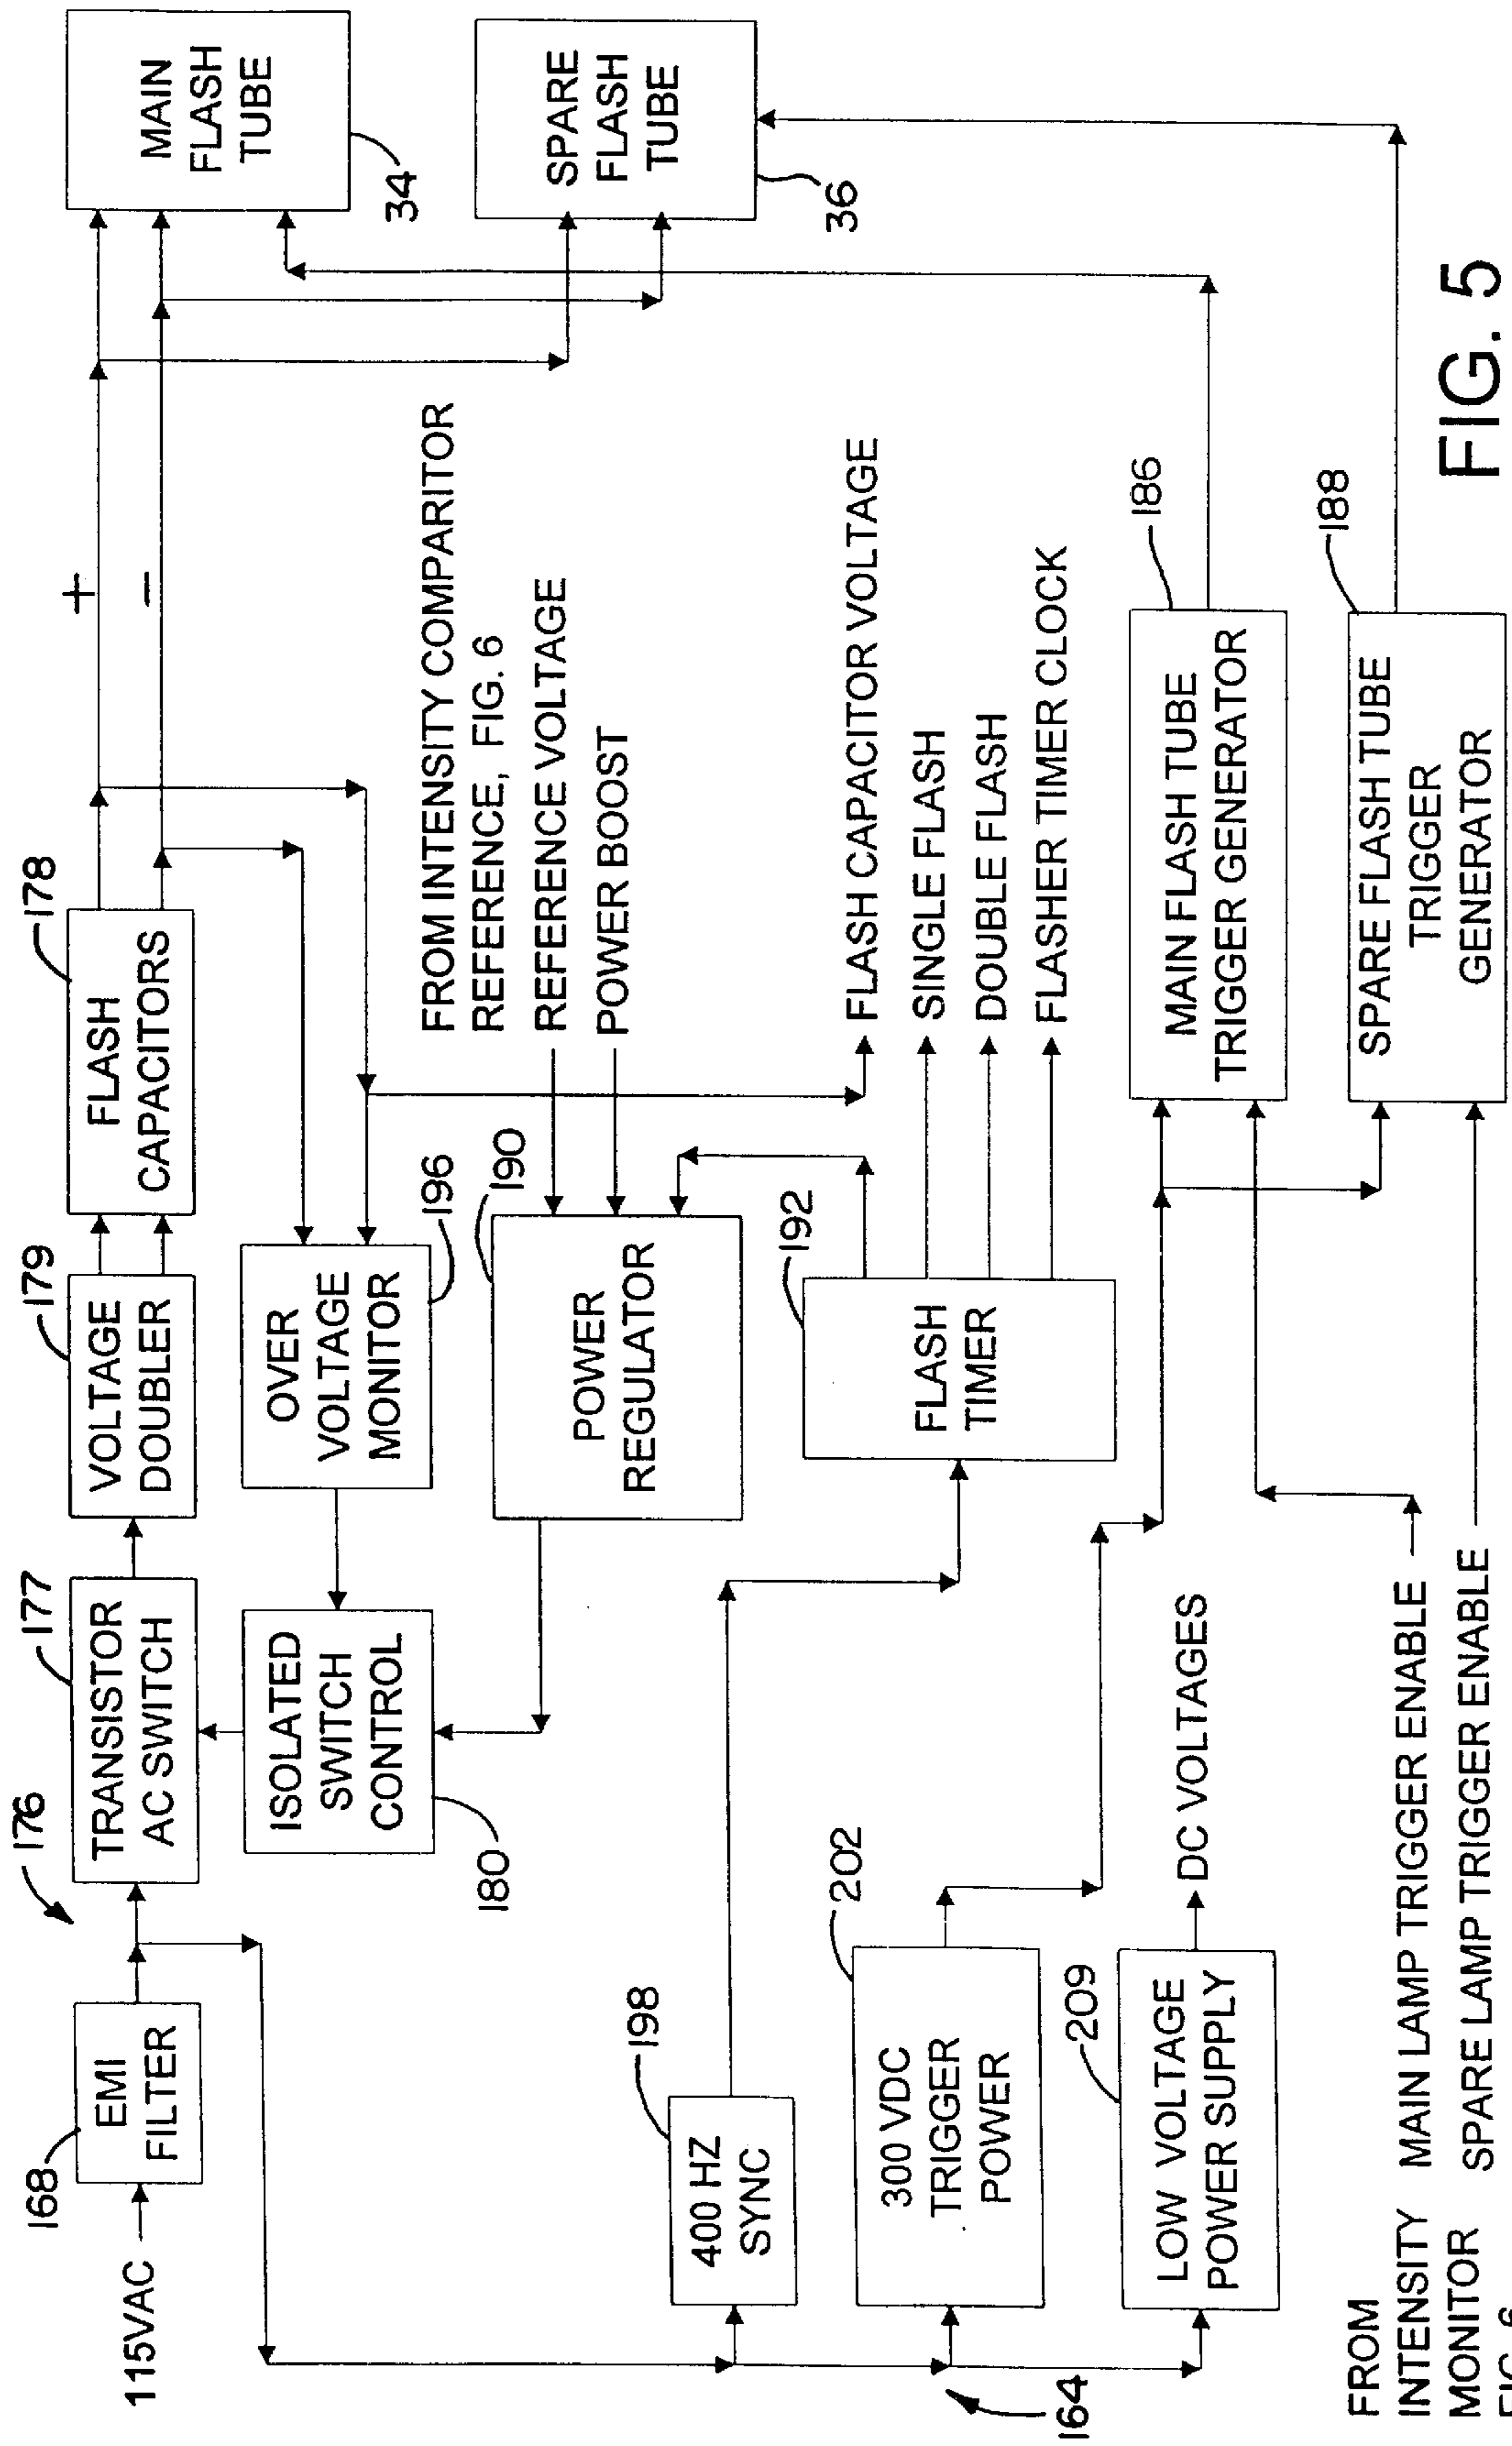 115VAC
168
EMI
FILTER
176
177
TRANSISTOR
AC SWITCH
179
VOLTAGE
DOUBLER
178
FLASH
CAPACITORS
+
−
MAIN
FLASH
TUBE
34
SPARE
FLASH
TUBE
36
ISOLATED
SWITCH
CONTROL
180
OVER
VOLTAGE
MONITOR
196
190
POWER
REGULATOR
FROM INTENSITY COMPARITOR
REFERENCE, FIG. 6
REFERENCE VOLTAGE
POWER BOOST
198
400 HZ
SYNC
192
FLASH
TIMER
FLASH CAPACITOR VOLTAGE
SINGLE FLASH
DOUBLE FLASH
FLASHER TIMER CLOCK
202
300 VDC
TRIGGER
POWER
164
209
LOW VOLTAGE
POWER SUPPLY
DC VOLTAGES
186
MAIN FLASH TUBE
TRIGGER GENERATOR
188
SPARE FLASH TUBE
TRIGGER
GENERATOR
FROM
INTENSITY
MONITOR
FIG. 6
MAIN LAMP TRIGGER ENABLE
SPARE LAMP TRIGGER ENABLE
FIG. 5